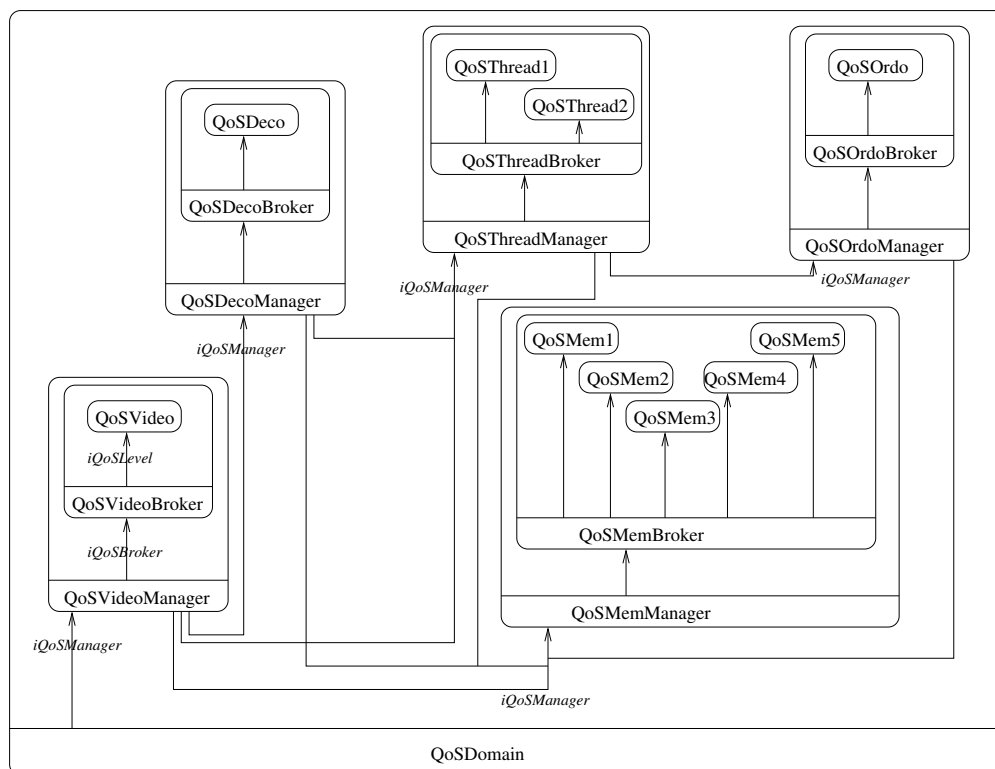 QoSThread1
QoSOrdo
QoSThread2
QoSDeco
QoSOrdoBroker
QoSThreadBroker
QoSDecoBroker
QoSThreadManager
QoSOrdoManager
iQoSManager
iQoSManager
QoSDecoManager
iQoSManager
QoSMem1
QoSMem5
QoSMem2
QoSMem4
QoSMem3
QoSVideo
iQoSLevel
QoSVideoBroker
QoSMemBroker
iQoSBroker
QoSVideoManager
QoSMemManager
iQoSManager
iQoSManager
QoSDomain